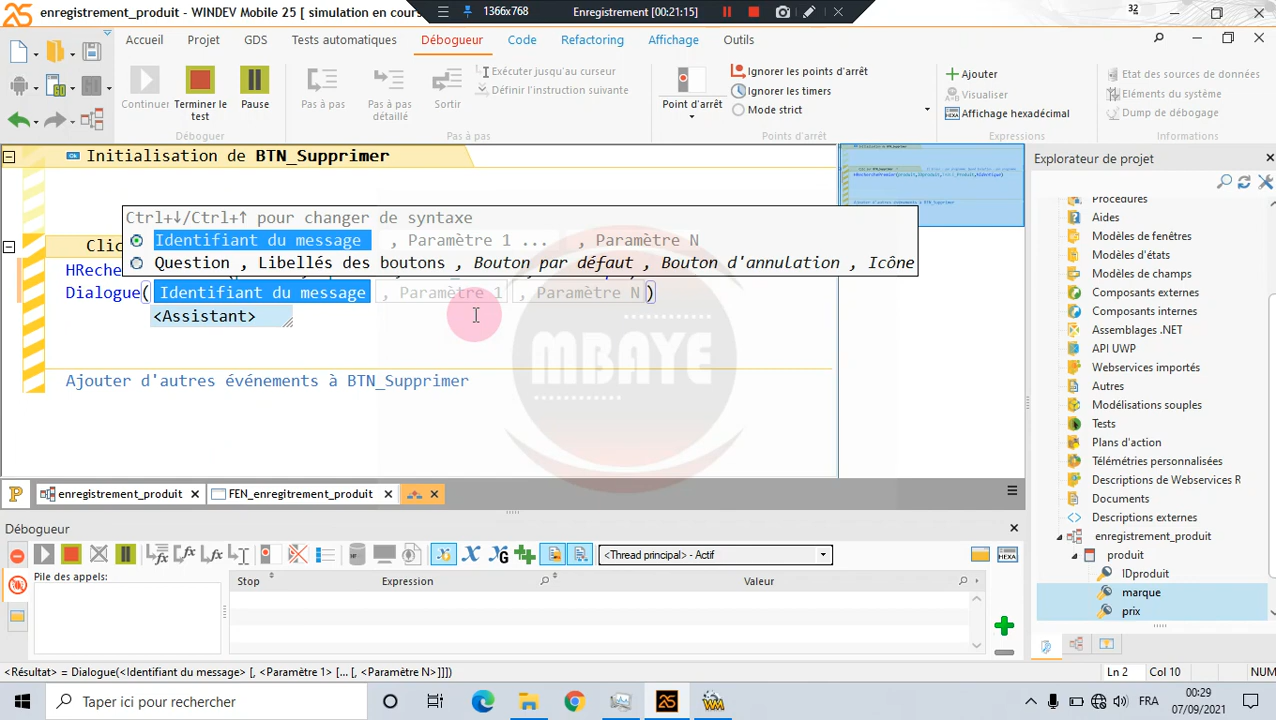 enregistrement_produit - WINDEV Mobile 25 [ simulation en cours
1366x768
Enregistrement [00:21:15]
32
Accueil Projet GDS Tests automatiques Débogueur Code Refactoring Affichage Outils
Continuer
Terminer le test
Pause
Pas à pas
Pas à pas détaillé
Sortir
Exécuter jusqu'au curseur
Définir l'instruction suivante
Point d'arrêt
Ignorer les points d'arrêt
Ignorer les timers
Mode strict
Ajouter
Visualiser
Affichage hexadécimal
Etat des sources de données
Eléments du système
Dump de débogage
Déboguer
Pas à pas
Points d'arrêt
Expressions
Informations
Initialisation de BTN_Supprimer
Ctrl+↓/Ctrl+↑ pour changer de syntaxe
Identifiant du message , Paramètre 1 ... , Paramètre N
Question , Libellés des boutons , Bouton par défaut , Bouton d'annulation , Icône
Clic
HReche
Dialogue( Identifiant du message , Paramètre 1 , Paramètre N )
<Assistant>
MBAYE
Ajouter d'autres événements à BTN_Supprimer
Explorateur de projet
Procédures
Aides
Modèles de fenêtres
Modèles d'états
Modèles de champs
Composants externes
Composants internes
Assemblages .NET
API UWP
Webservices importés
Autres
Modélisations souples
Tests
Plans d'action
Télémétries personnalisée
Descriptions de Webservices R
Documents
Descriptions externes
enregistrement_produit
produit
IDproduit
marque
prix
enregistrement_produit
FEN_enregitrement_produit
Débogueur
<Thread principal> - Actif
Pile des appels:
Stop Expression Valeur
<Résultat> = Dialogue(<Identifiant du message> [, <Paramètre 1> [... [, <Paramètre N>]]])
Ln 2 Col 10 NUM
Taper ici pour rechercher
FRA
00:29
07/09/2021